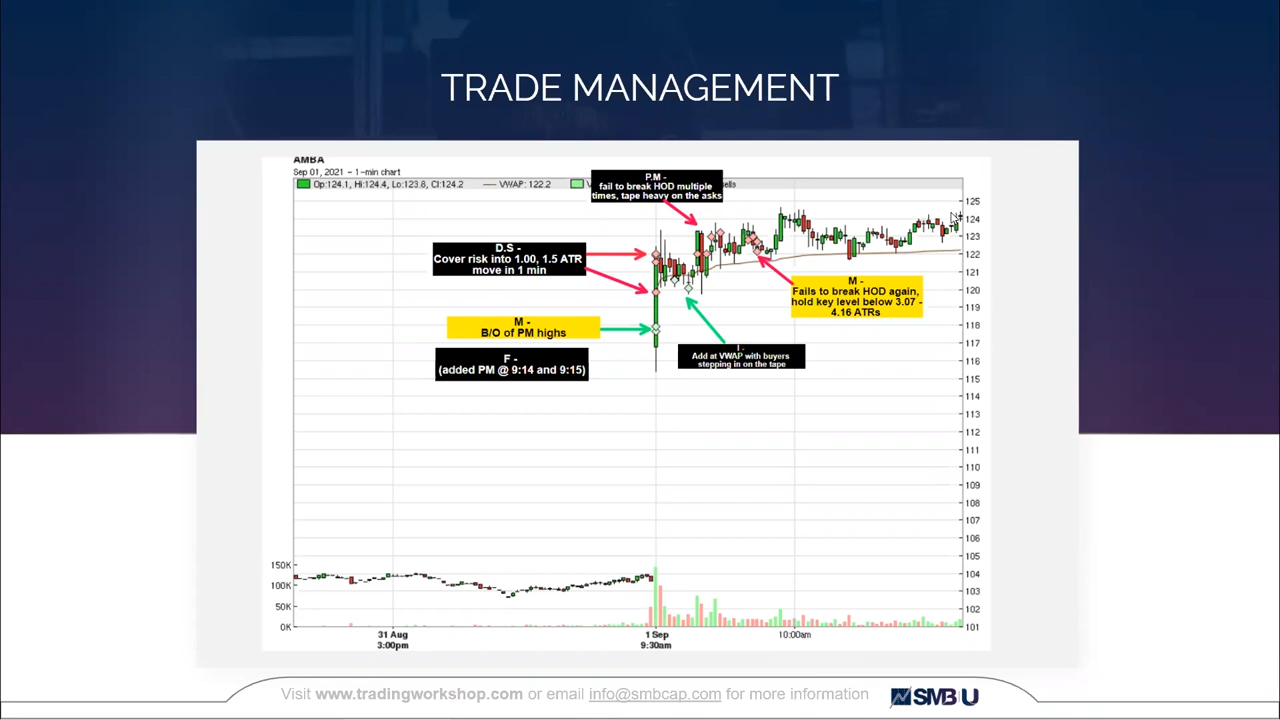 TRADE MANAGEMENT
AMBA
Sep 01, 2021 - 1-min chart
Op:124.1, Hi:124.4, Lo:123.6, Cl:124.2
VWAP: 122.2
P.M -
fail to break HOD multiple
times, tape heavy on the asks
D.S -
Cover risk into 1.00, 1.5 ATR
move in 1 min
M -
B/O of PM highs
F -
(added PM @ 9:14 and 9:15)
I -
Add at VWAP with buyers
stepping in on the tape
M -
Fails to break HOD again,
hold key level below 3.07 -
4.16 ATRs
125
124
123
122
121
120
119
118
117
116
115
114
113
112
111
110
109
108
107
106
105
104
103
102
101
150K
100K
50K
0K
31 Aug
3:00pm
1 Sep
9:30am
10:00am
Visit www.tradingworkshop.com or email info@smbcap.com for more information
SMB U